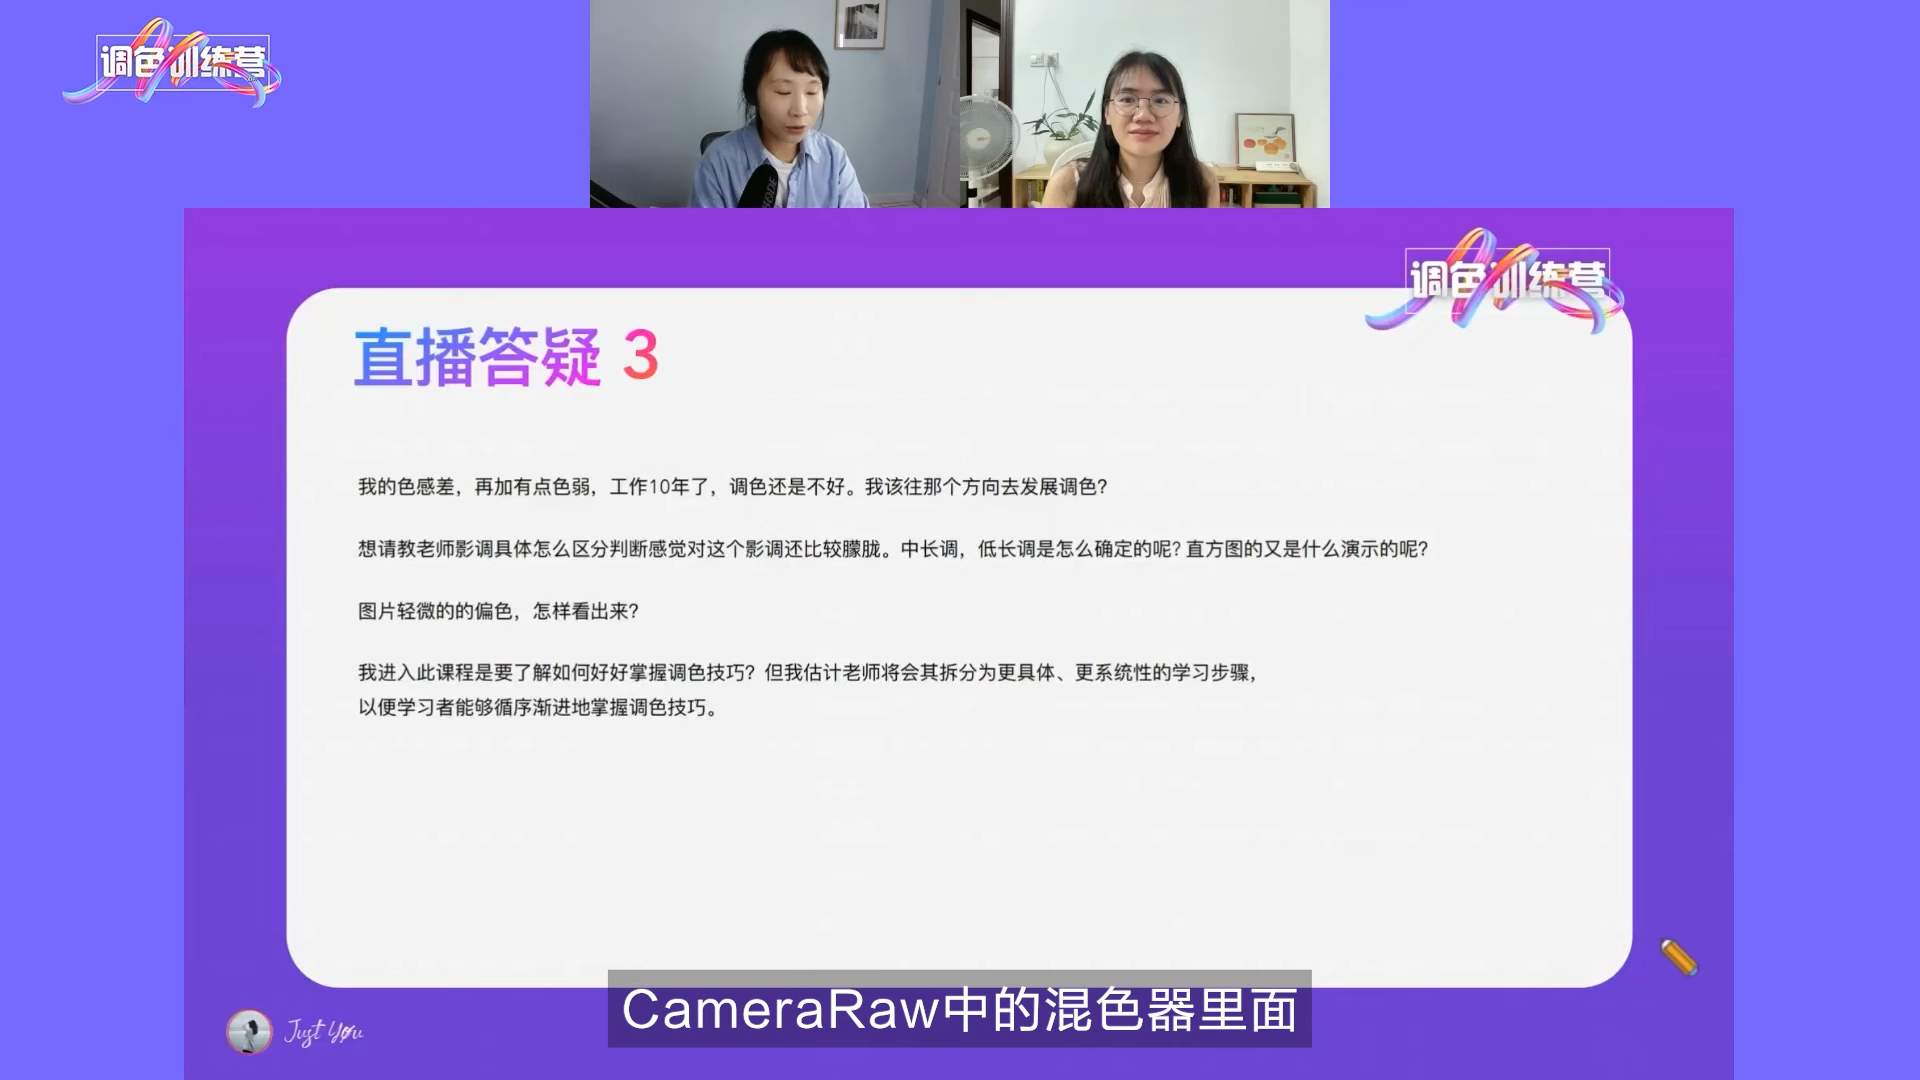 调色训练营
RODE
调色训练营
直播答疑 3
我的色感差，再加有点色弱，工作10年了，调色还是不好。我该往那个方向去发展调色？
想请教老师影调具体怎么区分判断感觉对这个影调还比较朦胧。中长调，低长调是怎么确定的呢？直方图的又是什么演示的呢？
图片轻微的的偏色，怎样看出来？
我进入此课程是要了解如何好好掌握调色技巧？但我估计老师将会其拆分为更具体、更系统性的学习步骤，
以便学习者能够循序渐进地掌握调色技巧。
Just You
CameraRaw中的混色器里面